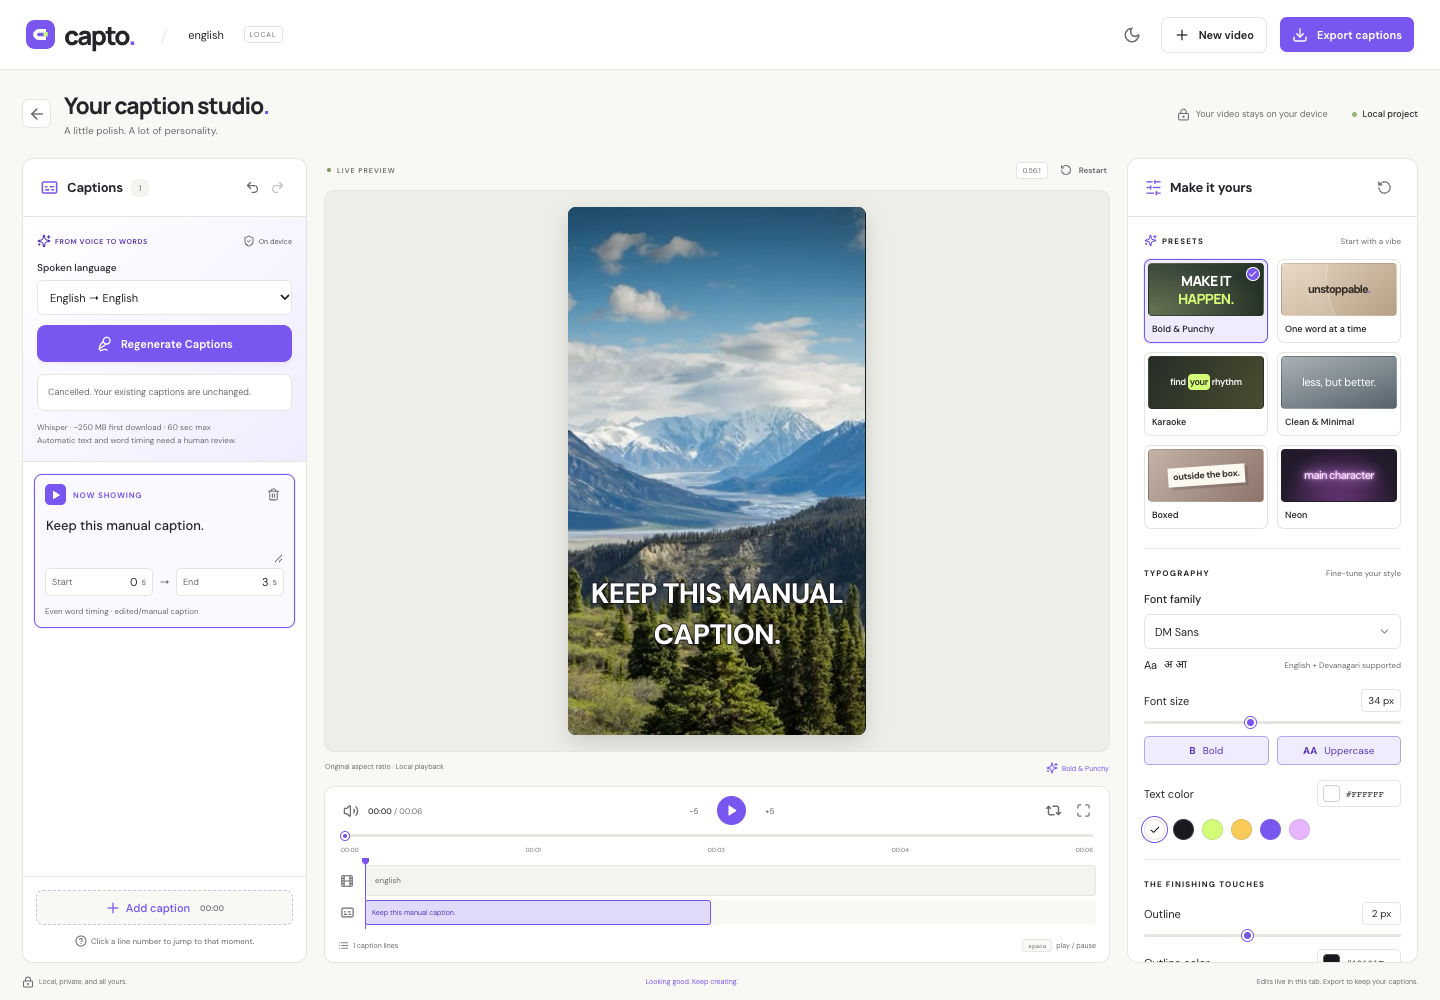 capto.
english
LOCAL
New video
Export captions
Your caption studio.
A little polish. A lot of personality.
Your video stays on your device
Local project
Captions 1
FROM VOICE TO WORDS
On device
Spoken language
English → English
Regenerate Captions
Cancelled. Your existing captions are unchanged.
Whisper · ~250 MB first download · 60 sec max
Automatic text and word timing need a human review.
NOW SHOWING
Keep this manual caption.
Start 0 s → End 3 s
Even word timing · edited/manual caption
Add caption 00:00
Click a line number to jump to that moment.
LIVE PREVIEW
0.56:1
Restart
KEEP THIS MANUAL
CAPTION.
Original aspect ratio · Local playback
Bold & Punchy
00:00 / 00:06
-5
+5
00:00 00:01 00:03 00:04 00:06
english
Keep this manual caption.
1 caption lines
space play / pause
Make it yours
PRESETS
Start with a vibe
MAKE IT
HAPPEN.
Bold & Punchy
unstoppable.
One word at a time
find your rhythm
Karaoke
less, but better.
Clean & Minimal
outside the box.
Boxed
main character
Neon
TYPOGRAPHY
Fine-tune your style
Font family
DM Sans
Aa अ आ
English + Devanagari supported
Font size
34 px
B Bold
AA Uppercase
Text color
#FFFFFF
THE FINISHING TOUCHES
Outline
2 px
Outline color
Local, private, and all yours.
Looking good. Keep creating.
Edits live in this tab. Export to keep your captions.